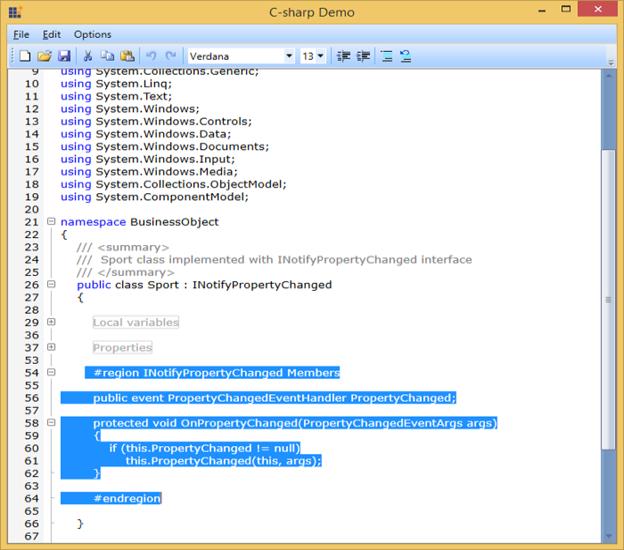 C-sharp Demo
File Edit Options
Verdana 13
9 using System.Collections.Generic;
10 using System.Linq;
11 using System.Text;
12 using System.Windows;
13 using System.Windows.Controls;
14 using System.Windows.Data;
15 using System.Windows.Documents;
16 using System.Windows.Input;
17 using System.Windows.Media;
18 using System.Collections.ObjectModel;
19 using System.ComponentModel;
20
21 namespace BusinessObject
22 {
23 /// <summary>
24 /// Sport class implemented with INotifyPropertyChanged interface
25 /// </summary>
26 public class Sport : INotifyPropertyChanged
27 {
28
29 Local variables
36
37 Properties
53
54 #region INotifyPropertyChanged Members
55
56 public event PropertyChangedEventHandler PropertyChanged;
57
58 protected void OnPropertyChanged(PropertyChangedEventArgs args)
59 {
60 if (this.PropertyChanged != null)
61 this.PropertyChanged(this, args);
62 }
63
64 #endregion
65
66 }
67